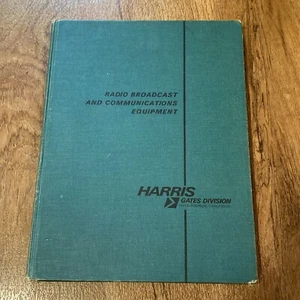 RADIO BROADCAST
AND COMMUNICATIONS
EQUIPMENT
HARRIS
GATES DIVISION